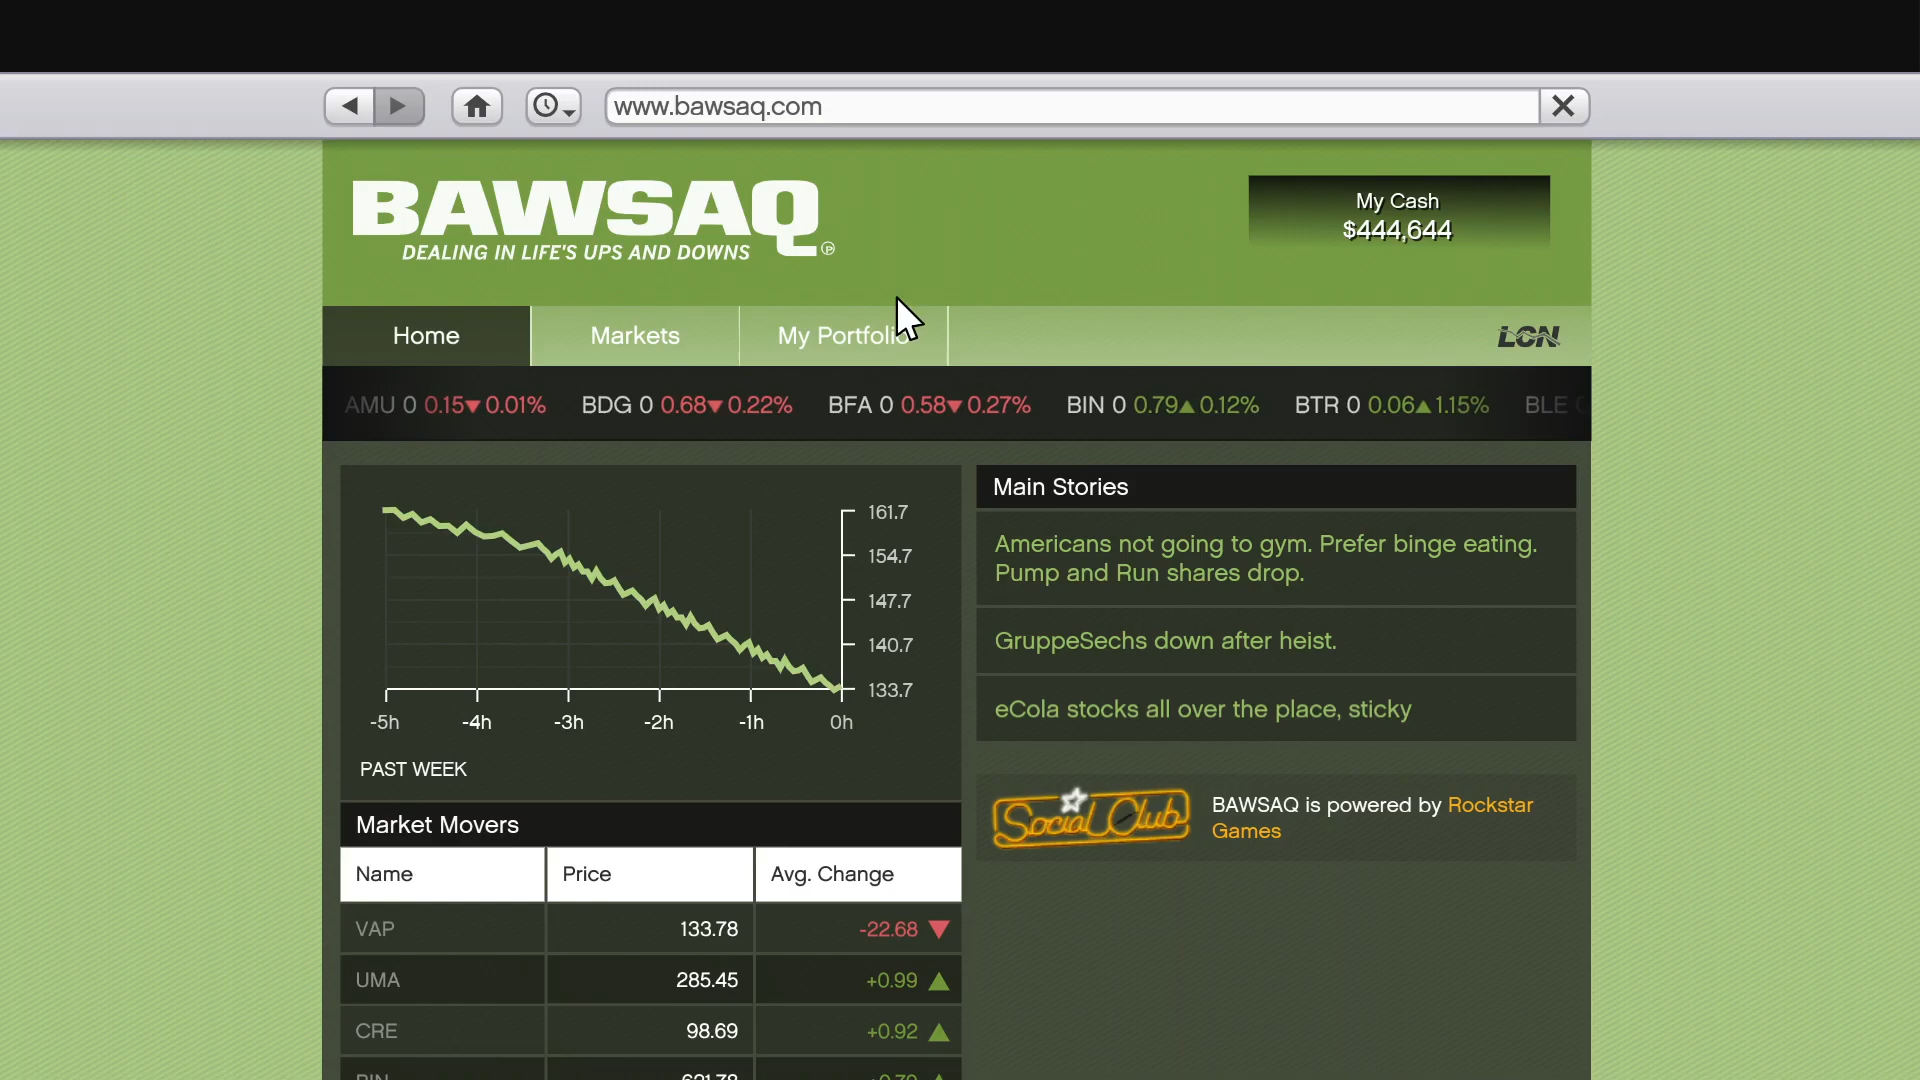 www.bawsaq.com
BAWSAQ
DEALING IN LIFE'S UPS AND DOWNS
My Cash
$444,644
Home
Markets
My Portfolio
LCN
AMU 0 0.15▼0.01% BDG 0 0.68▼0.22% BFA 0 0.58▼0.27% BIN 0 0.79▲0.12% BTR 0 0.06▲1.15% BLE
161.7
154.7
147.7
140.7
133.7
-5h -4h -3h -2h -1h 0h
PAST WEEK
Market Movers
Name Price Avg. Change
VAP 133.78 -22.68 ▼
UMA 285.45 +0.99 ▲
CRE 98.69 +0.92 ▲
Main Stories
Americans not going to gym. Prefer binge eating.
Pump and Run shares drop.
GruppeSechs down after heist.
eCola stocks all over the place, sticky
Social Club
BAWSAQ is powered by Rockstar
Games